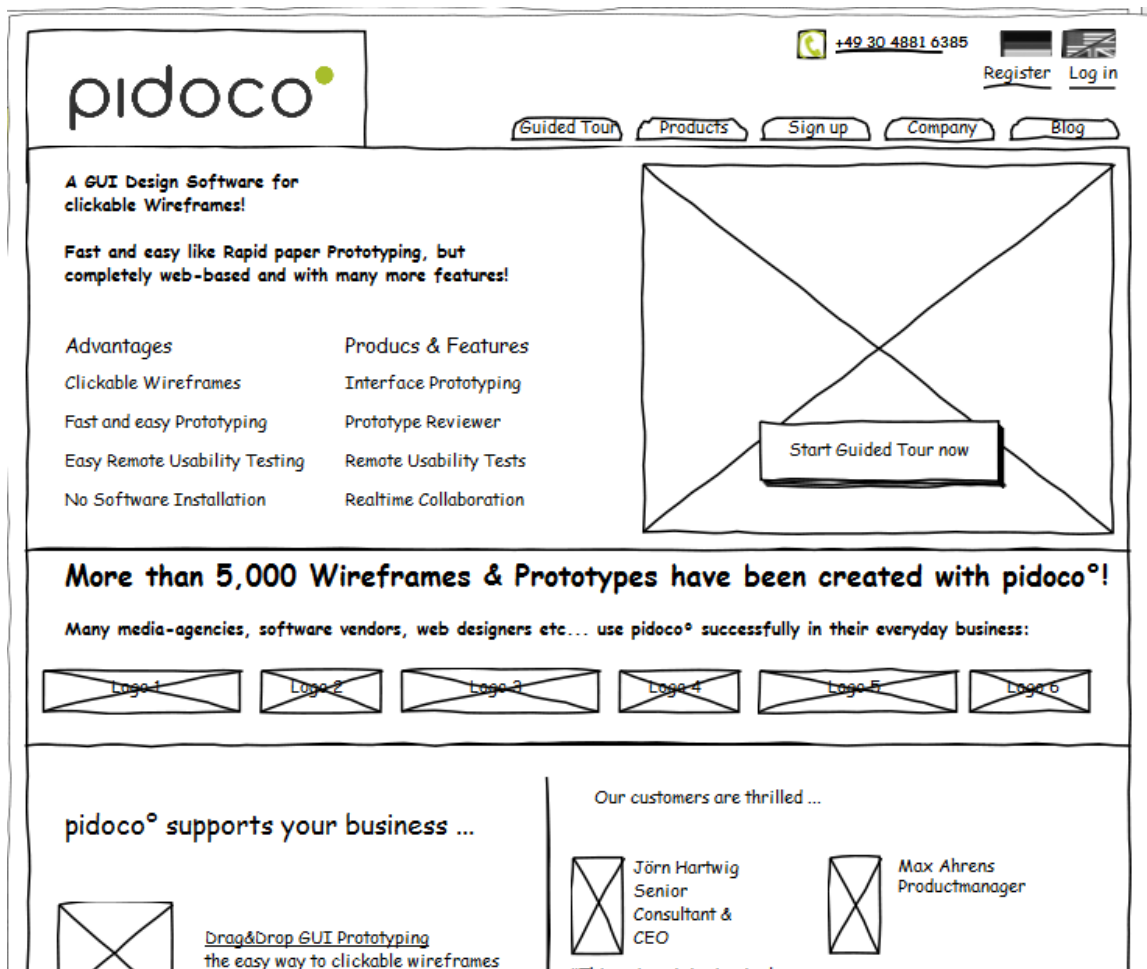 +49 30 4881 6385
Register Log in
pidoco°
Guided Tour Products Sign up Company Blog
A GUI Design Software for
clickable Wireframes!
Fast and easy like Rapid paper Prototyping, but
completely web-based and with many more features!
Advantages
Clickable Wireframes
Fast and easy Prototyping
Easy Remote Usability Testing
No Software Installation
Producs & Features
Interface Prototyping
Prototype Reviewer
Remote Usability Tests
Realtime Collaboration
Start Guided Tour now
More than 5,000 Wireframes & Prototypes have been created with pidoco°!
Many media-agencies, software vendors, web designers etc... use pidoco° successfully in their everyday business:
Logo 1 Logo 2 Logo 3 Logo 4 Logo 5 Logo 6
pidoco° supports your business ...
Drag&Drop GUI Prototyping
the easy way to clickable wireframes
Our customers are thrilled ...
Jörn Hartwig
Senior
Consultant &
CEO
Max Ahrens
Productmanager